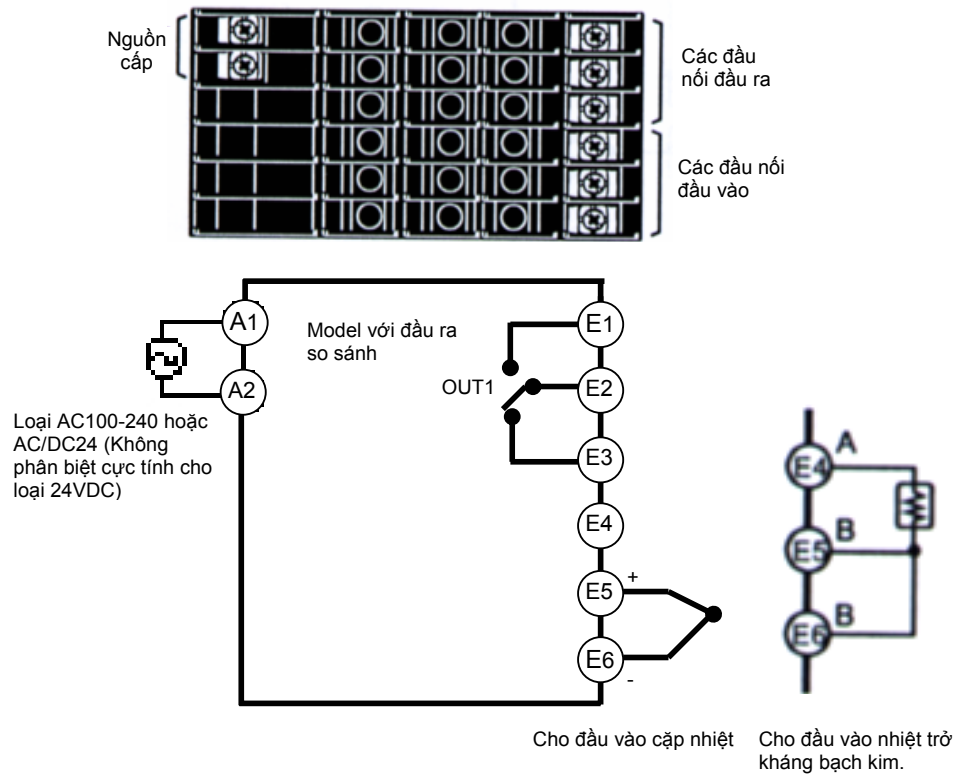 Nguồn
cấp
Các đầu
nối đầu ra
Các đầu nối
đầu vào
A1
A2
Loại AC100-240 hoặc
AC/DC24 (Không
phân biệt cực tính cho
loại 24VDC)
Model với đầu ra
so sánh
OUT1
E1
E2
E3
E4
E5
+
E6
-
E4
A
E5
B
E6
B
Cho đầu vào cặp nhiệt
Cho đầu vào nhiệt trở
kháng bạch kim.